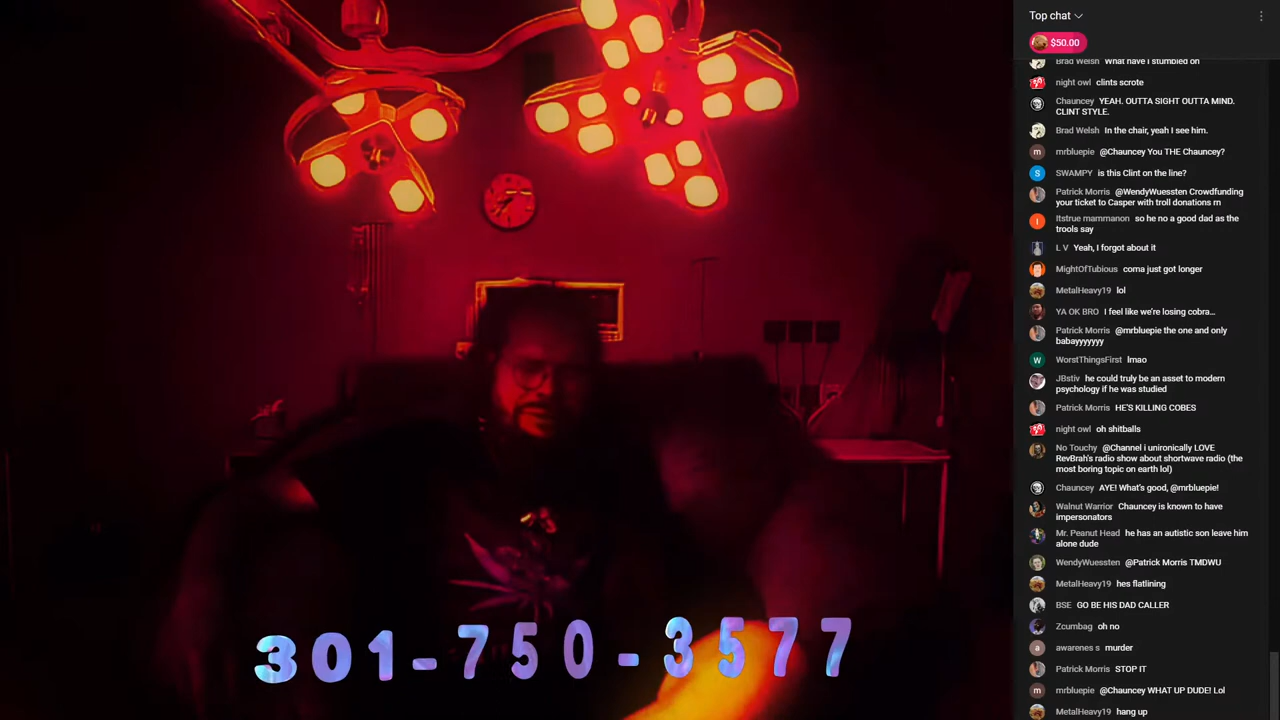 Top chat
$50.00
Brad Welsh What have I stumbled on
night owl clints scrote
Chauncey YEAH. OUTTA SIGHT OUTTA MIND.
CLINT STYLE.
Brad Welsh In the chair, yeah I see him.
m mrbluepie @Chauncey You THE Chauncey?
S SWAMPY is this Clint on the line?
Patrick Morris @WendyWuessten Crowdfunding
your ticket to Casper with troll donations m
I Itstrue mammanon so he no a good dad as the
trools say
L V Yeah, I forgot about it
MightOfTubious coma just got longer
MetalHeavy19 lol
YA OK BRO I feel like we're losing cobra...
Patrick Morris @mrbluepie the one and only
babayyyyyyy
W WorstThingsFirst lmao
JBstiv he could truly be an asset to modern
psychology if he was studied
Patrick Morris HE'S KILLING COBES
night owl oh shitballs
No Touchy @Channel i unironically LOVE
RevBrah's radio show about shortwave radio (the
most boring topic on earth lol)
Chauncey AYE! What's good, @mrbluepie!
Walnut Warrior Chauncey is known to have
impersonators
Mr. Peanut Head he has an autistic son leave him
alone dude
WendyWuessten @Patrick Morris TMDWU
MetalHeavy19 hes flatlining
BSE GO BE HIS DAD CALLER
Zcumbag oh no
a awarenes s murder
Patrick Morris STOP IT
m mrbluepie @Chauncey WHAT UP DUDE! Lol
MetalHeavy19 hang up
301-750-3577